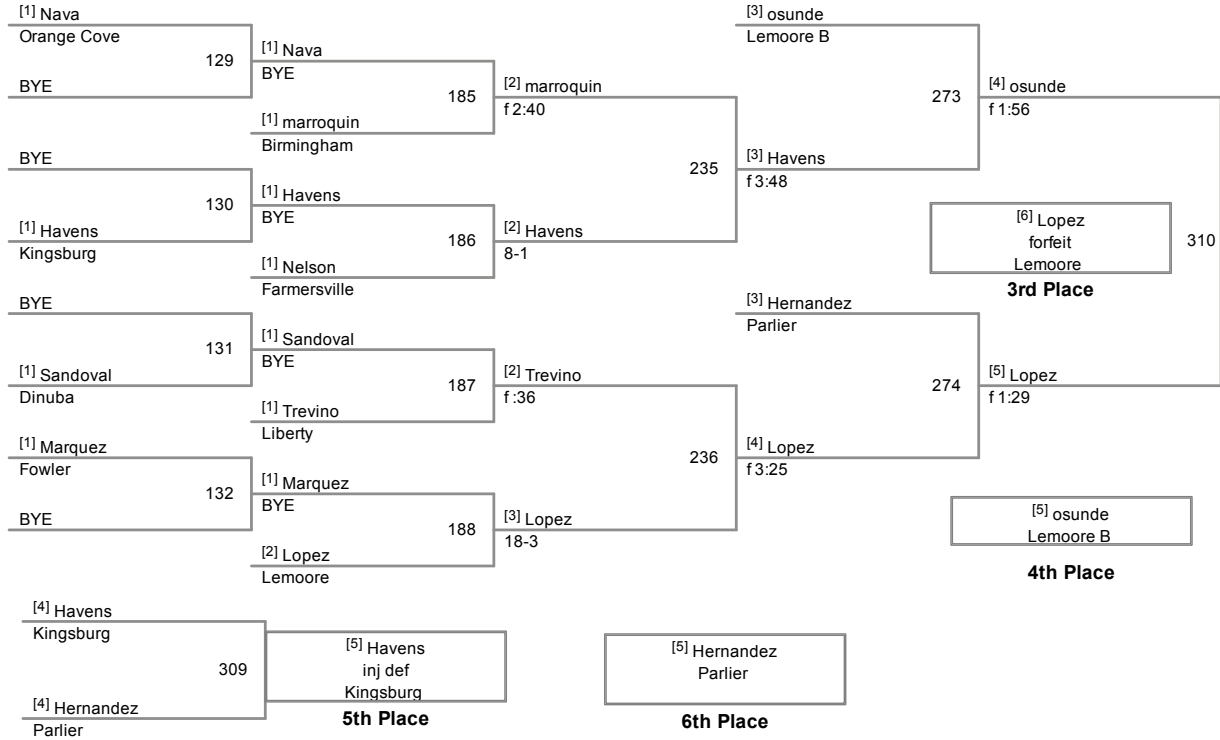 [1] Nava
Orange Cove
129
BYE
BYE
130
[1] Havens
Kingsburg
BYE
131
[1] Sandoval
Dinuba
[1] Marquez
Fowler
132
BYE
[1] Nava
BYE
185
[1] marroquin
Birmingham
[1] Havens
BYE
186
[1] Nelson
Farmersville
[1] Sandoval
BYE
187
[1] Trevino
Liberty
[1] Marquez
BYE
188
[2] Lopez
Lemoore
[2] marroquin
f 2:40
235
[2] Havens
8-1
[2] Trevino
f :36
236
[3] Lopez
18-3
[3] osunde
Lemoore B
273
[3] Havens
f 3:48
[3] Hernandez
Parlier
274
[4] Lopez
f 3:25
[4] osunde
f 1:56
310
[5] Lopez
f 1:29
[6] Lopez
forfeit
Lemoore
3rd Place
[5] osunde
Lemoore B
4th Place
[4] Havens
Kingsburg
309
[4] Hernandez
Parlier
[5] Havens
inj def
Kingsburg
5th Place
[5] Hernandez
Parlier
6th Place